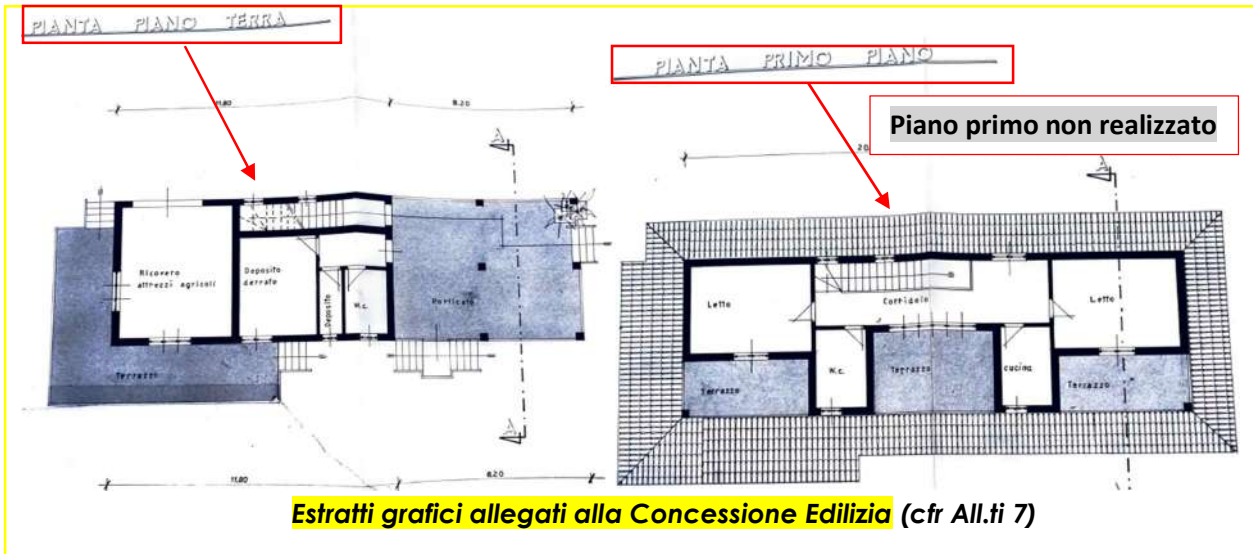 PIANTA PIANO TERRA
PIANTA PRIMO PIANO
Piano primo non realizzato
11,80
8.20
20
A
A
Ricovero
attrezzi agricoli
Deposito
derrate
Deposito
W.c.
Porticato
Terrazzo
A
11,80
8.20
Letto
Corridoio
Letto
W.c.
Terrazzo
cucina
Terrazzo
Terrazzo
A
Estratti grafici allegati alla Concessione Edilizia (cfr All.ti 7)